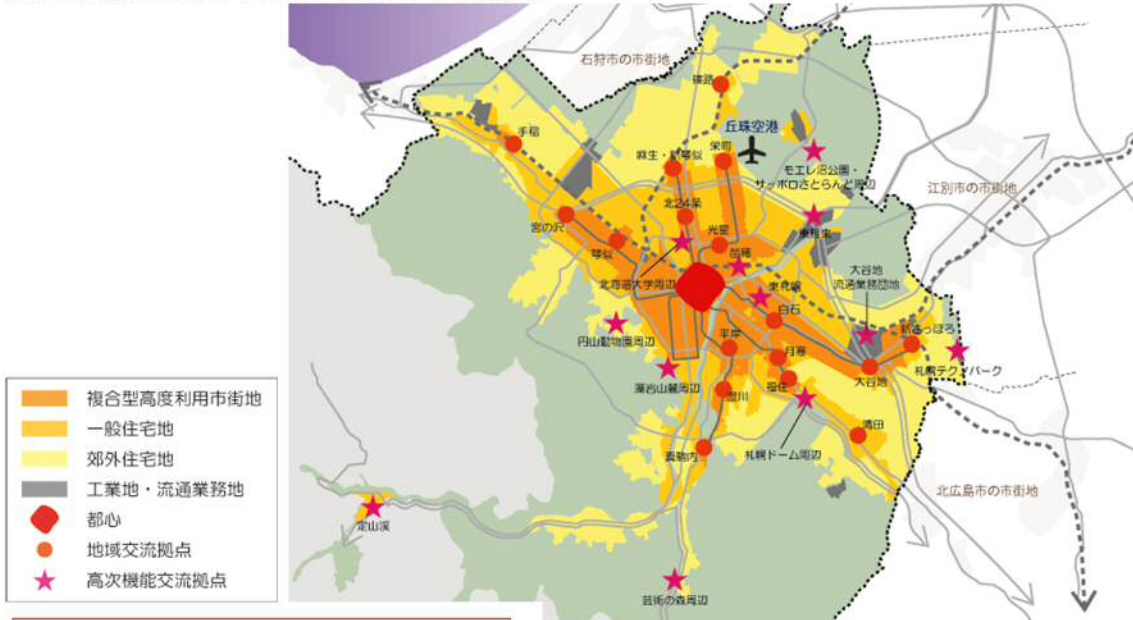 石狩市の市街地
篠路
丘珠空港
手稲
麻生・新琴似
栄町
モエレ沼公園・
サッポロさとらんど周辺
江別市の市街地
北24条
宮の沢
光星
東雁来
琴似
苗穂
北海道大学周辺
東札幌
大谷地
流通業務団地
白石
新さっぽろ
円山動物園周辺
平岸
月寒
札幌テクノパーク
藻岩山麓周辺
福住
大谷地
澄川
清田
真駒内
札幌ドーム周辺
北広島市の市街地
定山渓
芸術の森周辺
複合型高度利用市街地
一般住宅地
郊外住宅地
工業地・流通業務地
都心
地域交流拠点
高次機能交流拠点